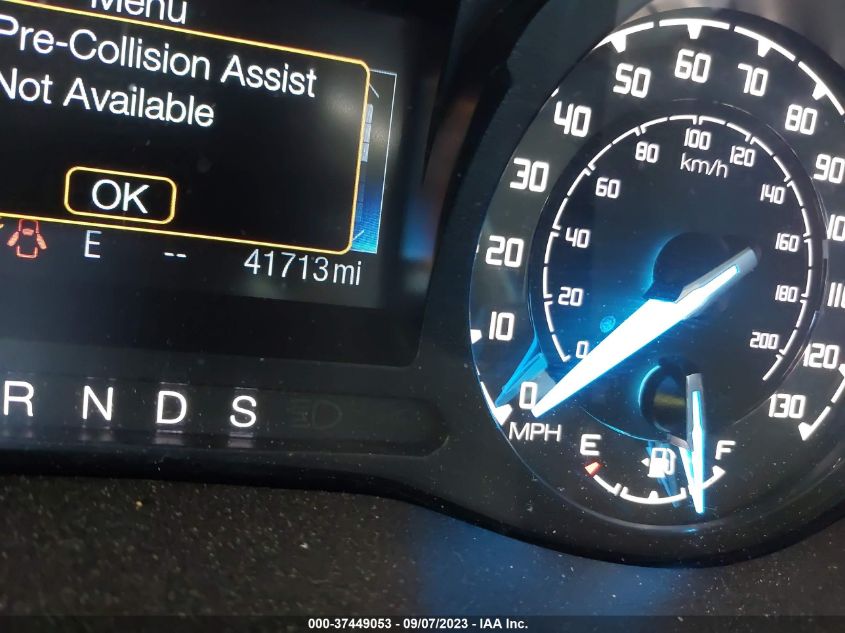 Menu
Pre-Collision Assist
Not Available
OK
E -- 41713mi
R N D S
0 10 20 30 40 50 60 70 80 90 110 120 130
MPH
0 20 40 60 80 100 120 140 160 180 200
km/h
E F
000-37449053 - 09/07/2023 - IAA Inc.